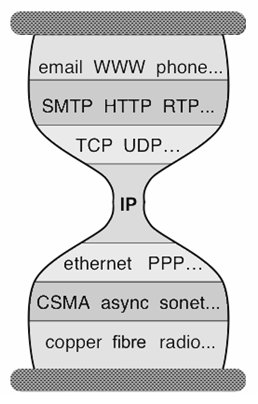 email WWW phone...
SMTP HTTP RTP...
TCP UDP...
IP
ethernet PPP...
CSMA async sonet...
copper fibre radio...